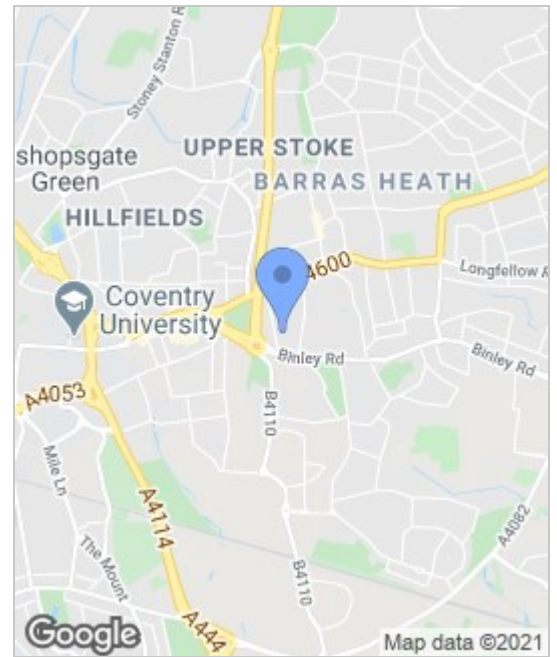 Stoney Stanton R
UPPER STOKE
shopsgate
Green
BARRAS HEATH
HILLFIELDS
4600
Longfellow R
Coventry
University
Binley Rd
Binley Rd
A4053
B4110
Mile Ln
A4114
A4082
The Mount
B4110
A444
Google
Map data ©2021